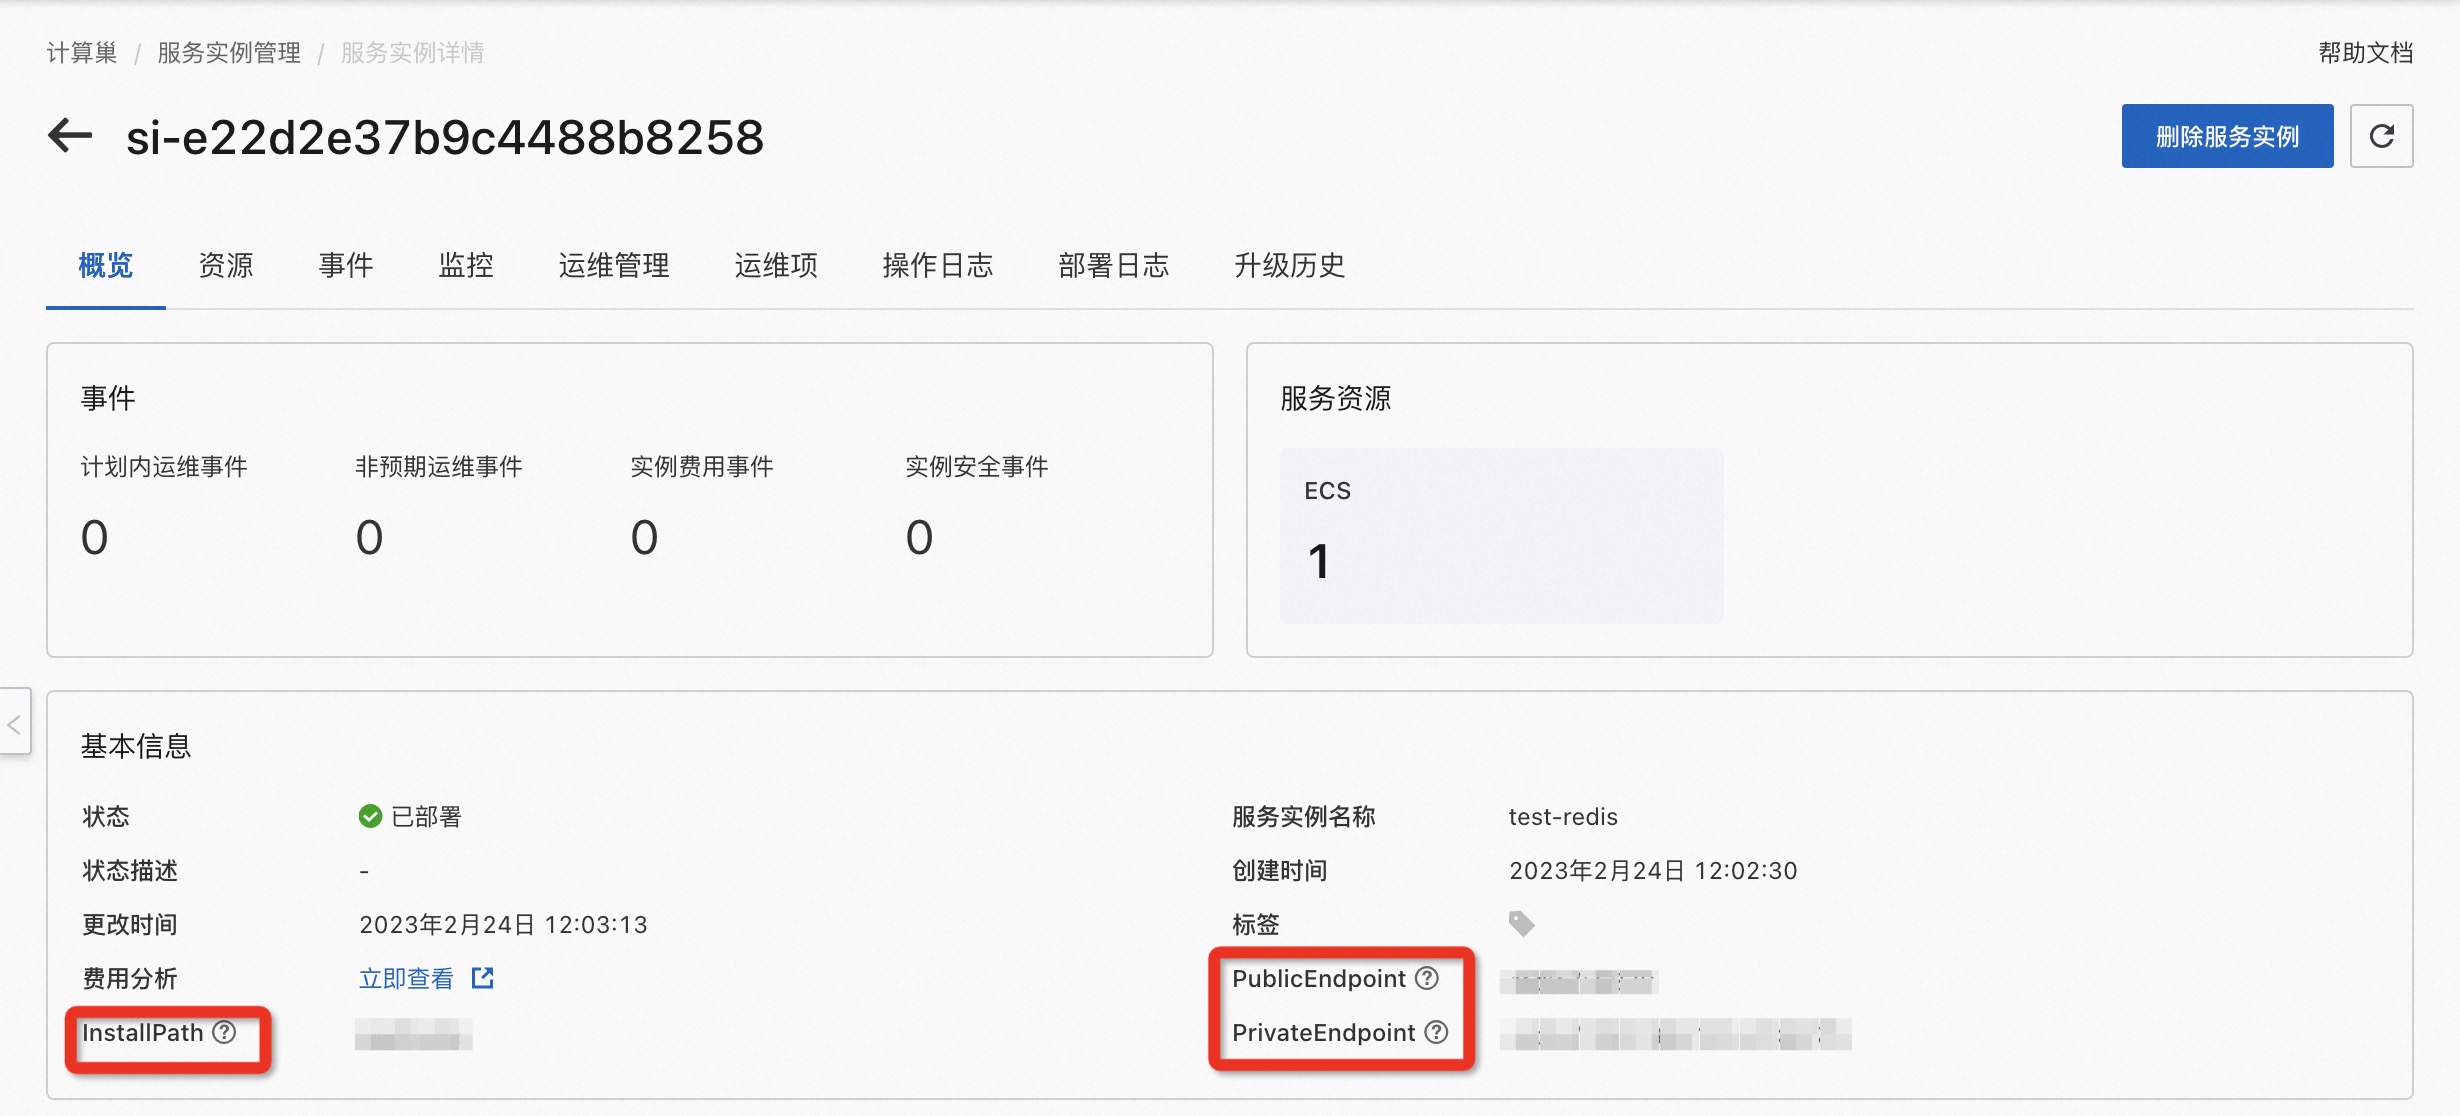 计算巢 / 服务实例管理 / 服务实例详情
帮助文档
si-e22d2e37b9c4488b8258
删除服务实例
概览 资源 事件 监控 运维管理 运维项 操作日志 部署日志 升级历史
事件
计划内运维事件 非预期运维事件 实例费用事件 实例安全事件
0 0 0 0
服务资源
ECS
1
基本信息
状态 已部署
服务实例名称 test-redis
状态描述 -
创建时间 2023年2月24日 12:02:30
更改时间 2023年2月24日 12:03:13
标签
费用分析 立即查看
PublicEndpoint
InstallPath
PrivateEndpoint